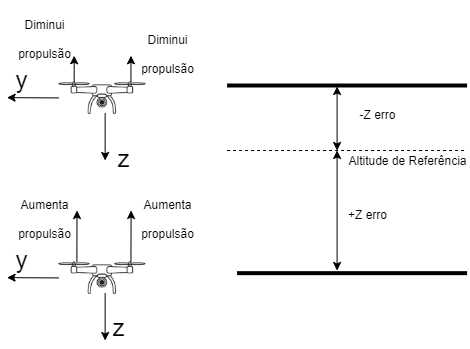 Diminui
propulsão
Diminui
propulsão
y
z
-Z erro
Altitude de Referência
+Z erro
Aumenta
propulsão
Aumenta
propulsão
y
z